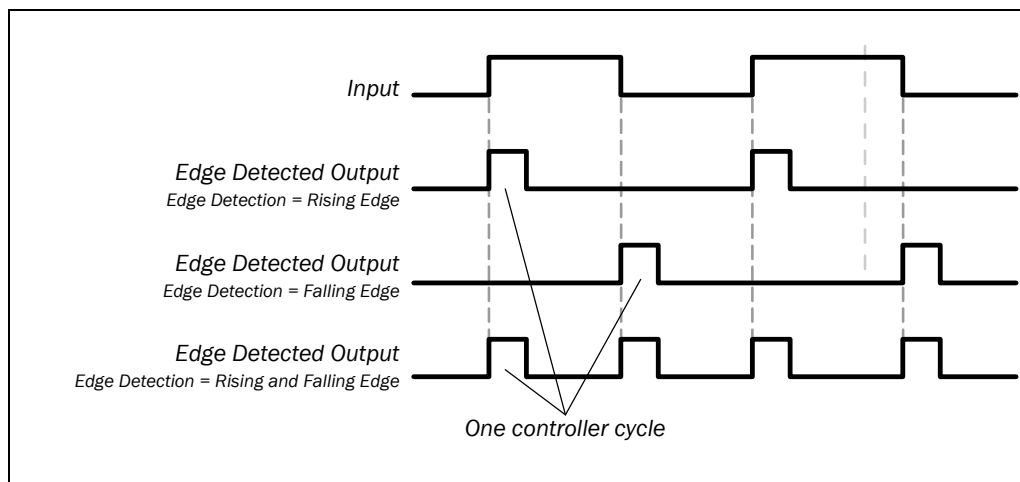 Input
Edge Detected Output
Edge Detection = Rising Edge
Edge Detected Output
Edge Detection = Falling Edge
Edge Detected Output
Edge Detection = Rising and Falling Edge
One controller cycle